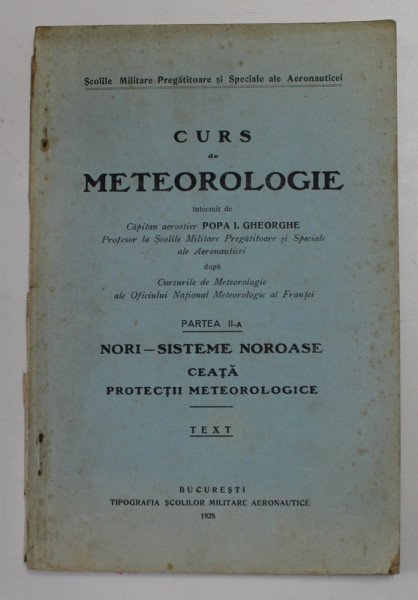 Școlile Militare Pregătitoare și Speciale ale Aeronauticei
CURS
de
METEOROLOGIE
întocmit de
Căpitan aerostier POPA I. GHEORGHE
Profesor la Școlile Militare Pregătitoare și Speciale
ale Aeronauticei
după
Cursurile de Meteorologie
ale Oficiului Național Meteorologic al Franței
PARTEA II-A
NORI — SISTEME NOROASE
CEAȚĂ
PROTECȚII METEOROLOGICE
TEXT
BUCUREȘTI
TIPOGRAFIA ȘCOLILOR MILITARE AERONAUTICE
1928